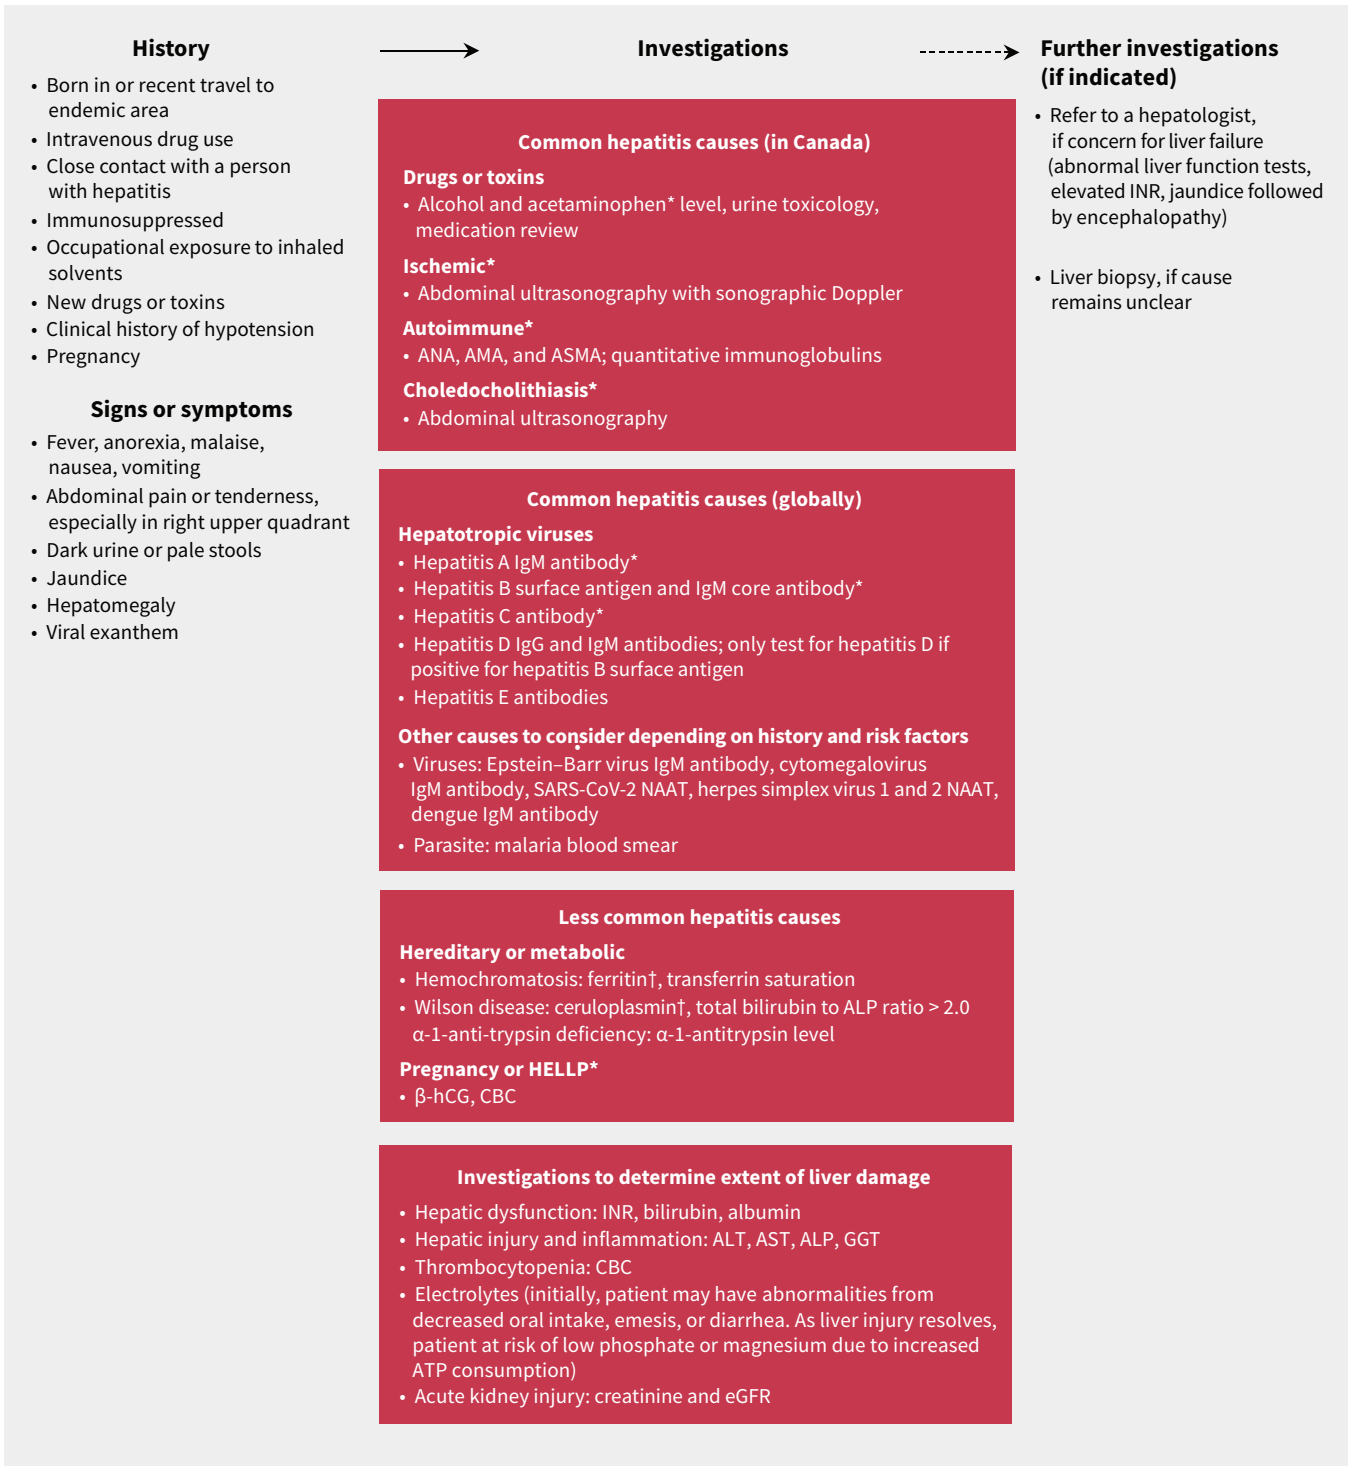 History
• Born in or recent travel to
endemic area
• Intravenous drug use
• Close contact with a person
with hepatitis
• Immunosuppressed
• Occupational exposure to inhaled
solvents
• New drugs or toxins
• Clinical history of hypotension
• Pregnancy
Signs or symptoms
• Fever, anorexia, malaise,
nausea, vomiting
• Abdominal pain or tenderness,
especially in right upper quadrant
• Dark urine or pale stools
• Jaundice
• Hepatomegaly
• Viral exanthem
Investigations
Common hepatitis causes (in Canada)
Drugs or toxins
• Alcohol and acetaminophen* level, urine toxicology,
medication review
Ischemic*
• Abdominal ultrasonography with sonographic Doppler
Autoimmune*
• ANA, AMA, and ASMA; quantitative immunoglobulins
Choledocholithiasis*
• Abdominal ultrasonography
Common hepatitis causes (globally)
Hepatotropic viruses
• Hepatitis A IgM antibody*
• Hepatitis B surface antigen and IgM core antibody*
• Hepatitis C antibody*
• Hepatitis D IgG and IgM antibodies; only test for hepatitis D if
positive for hepatitis B surface antigen
• Hepatitis E antibodies
Other causes to consider depending on history and risk factors
• Viruses: Epstein–Barr virus IgM antibody, cytomegalovirus
IgM antibody, SARS-CoV-2 NAAT, herpes simplex virus 1 and 2 NAAT,
dengue IgM antibody
• Parasite: malaria blood smear
Less common hepatitis causes
Hereditary or metabolic
• Hemochromatosis: ferritin†, transferrin saturation
• Wilson disease: ceruloplasmin†, total bilirubin to ALP ratio > 2.0
α-1-anti-trypsin deficiency: α-1-antitrypsin level
Pregnancy or HELLP*
• β-hCG, CBC
Investigations to determine extent of liver damage
• Hepatic dysfunction: INR, bilirubin, albumin
• Hepatic injury and inflammation: ALT, AST, ALP, GGT
• Thrombocytopenia: CBC
• Electrolytes (initially, patient may have abnormalities from
decreased oral intake, emesis, or diarrhea. As liver injury resolves,
patient at risk of low phosphate or magnesium due to increased
ATP consumption)
• Acute kidney injury: creatinine and eGFR
Further investigations
(if indicated)
• Refer to a hepatologist,
if concern for liver failure
(abnormal liver function tests,
elevated INR, jaundice followed
by encephalopathy)
• Liver biopsy, if cause
remains unclear